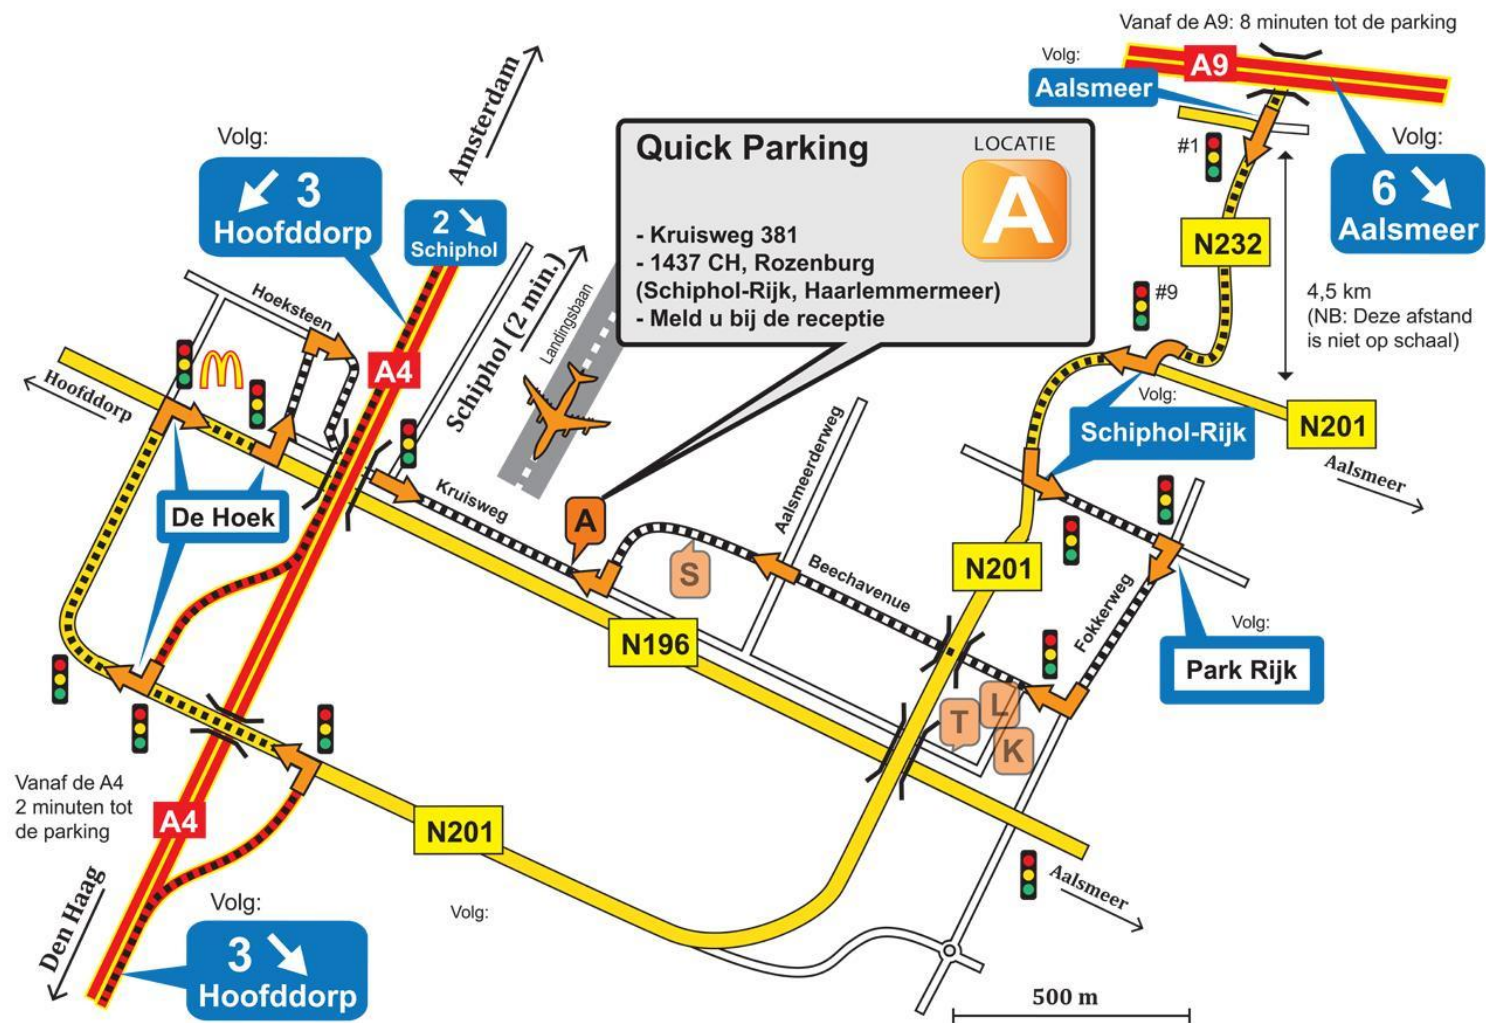 Vanaf de A9: 8 minuten tot de parking
Volg:
Aalsmeer
A9
Volg:
6
Aalsmeer
#1
N232
#9
4,5 km
(NB: Deze afstand
is niet op schaal)
Volg:
Schiphol-Rijk
N201
Aalsmeer
Amsterdam
Volg:
3
Hoofddorp
2
Schiphol
Quick Parking
LOCATIE
A
- Kruisweg 381
- 1437 CH, Rozenburg
(Schiphol-Rijk, Haarlemmermeer)
- Meld u bij de receptie
Hoeksteen
A4
Schiphol (2 min.)
Landingsbaan
Hoofddorp
Kruisweg
De Hoek
A
S
Aalsmeerderweg
Beechavenue
N201
Fokkerweg
Volg:
Park Rijk
N196
T
L
K
Vanaf de A4
2 minuten tot
de parking
A4
N201
Aalsmeer
Den Haag
Volg:
3
Hoofddorp
Volg:
500 m